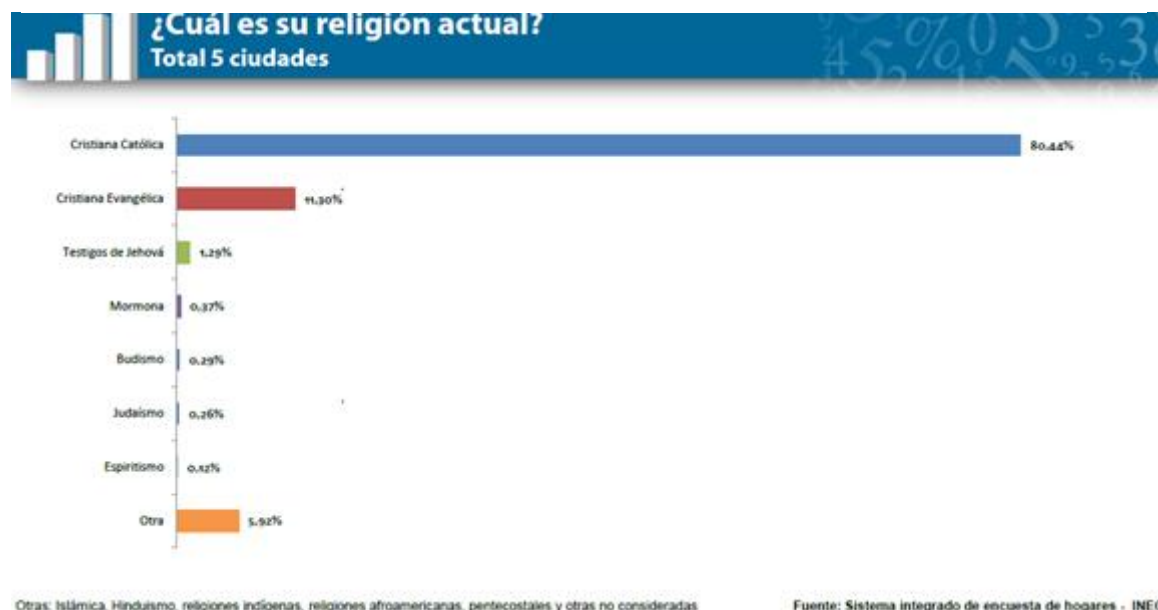 ¿Cuál es su religión actual?
Total 5 ciudades
Cristiana Católica 80,44%
Cristiana Evangélica 11,30%
Testigos de Jehová 1,29%
Mormona 0,37%
Budismo 0,29%
Judaísmo 0,26%
Espiritismo 0,12%
Otra 5,92%
Otras: Islámica, Hinduismo, religiones indígenas, religiones afroamericanas, pentecostales y otras no consideradas
Fuente: Sistema integrado de encuesta de hogares -